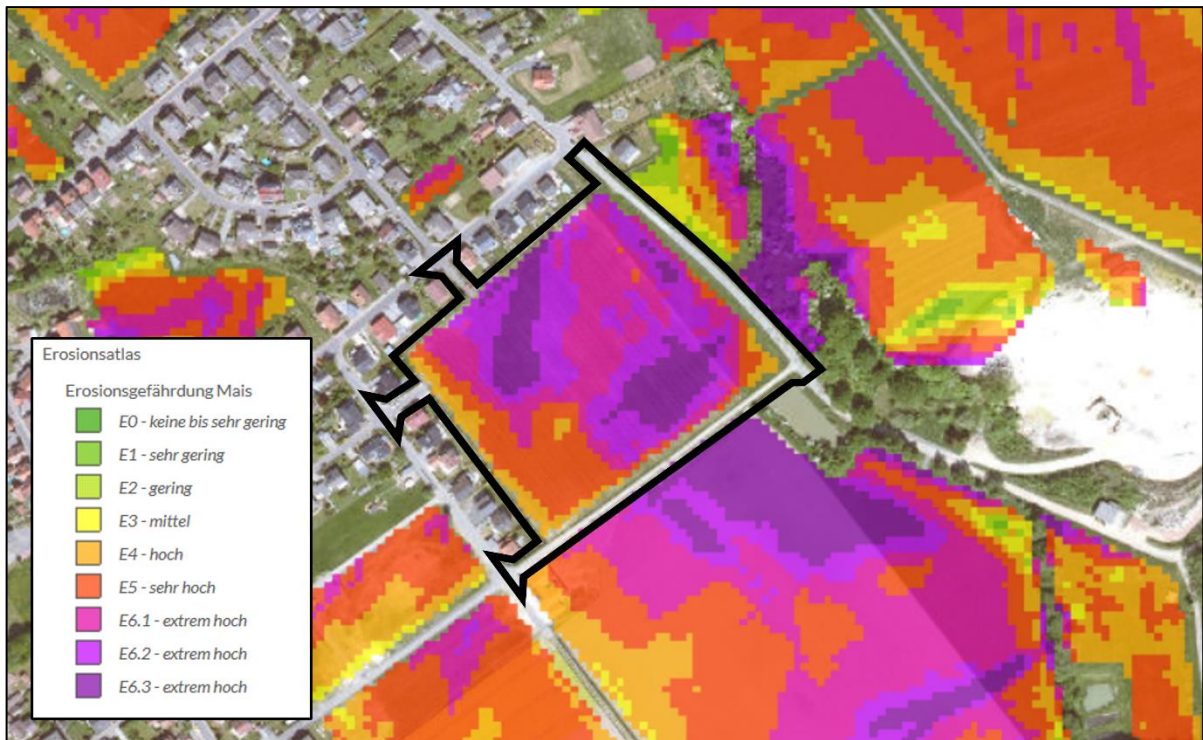 Erosionsatlas
Erosionsgefährdung Mais
E0 - keine bis sehr gering
E1 - sehr gering
E2 - gering
E3 - mittel
E4 - hoch
E5 - sehr hoch
E6.1 - extrem hoch
E6.2 - extrem hoch
E6.3 - extrem hoch